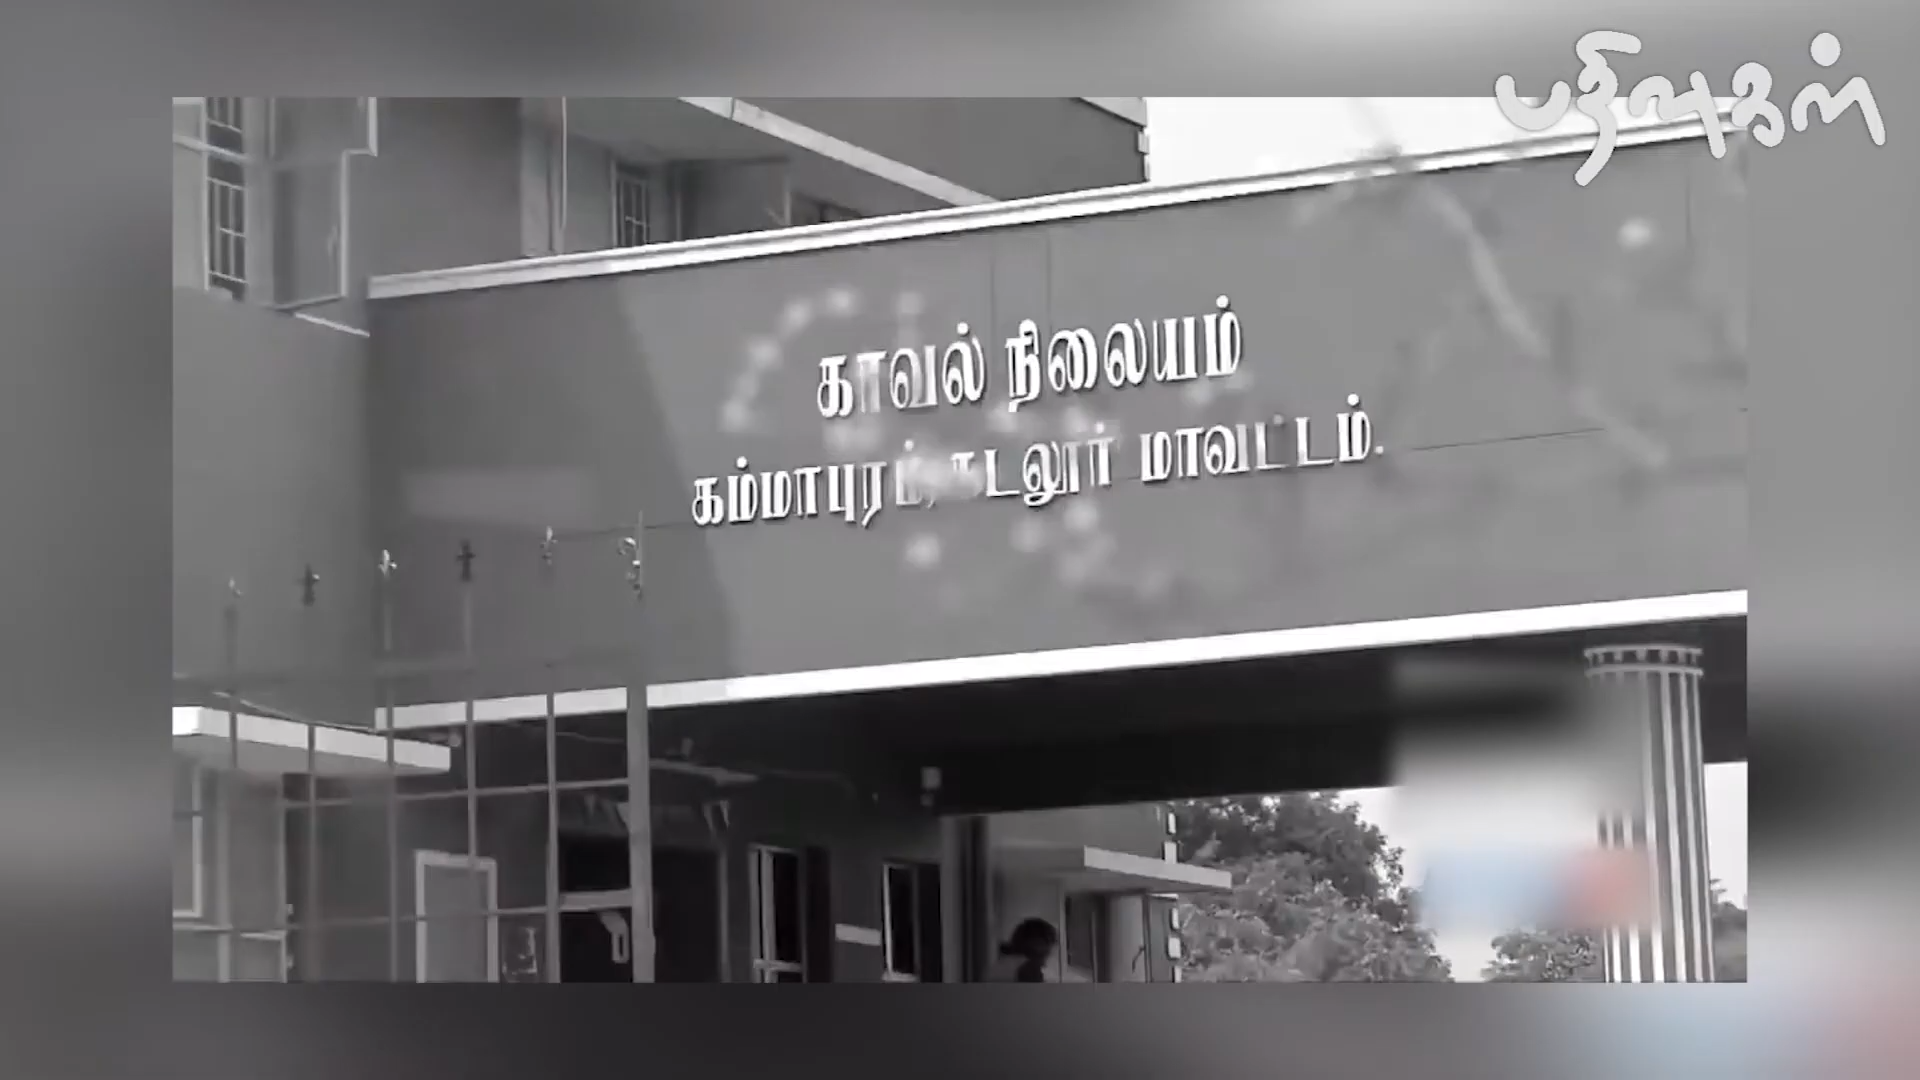 பதிவுகள்
காவல் நிலையம்
கம்மாபுரம், கடலூர் மாவட்டம்.